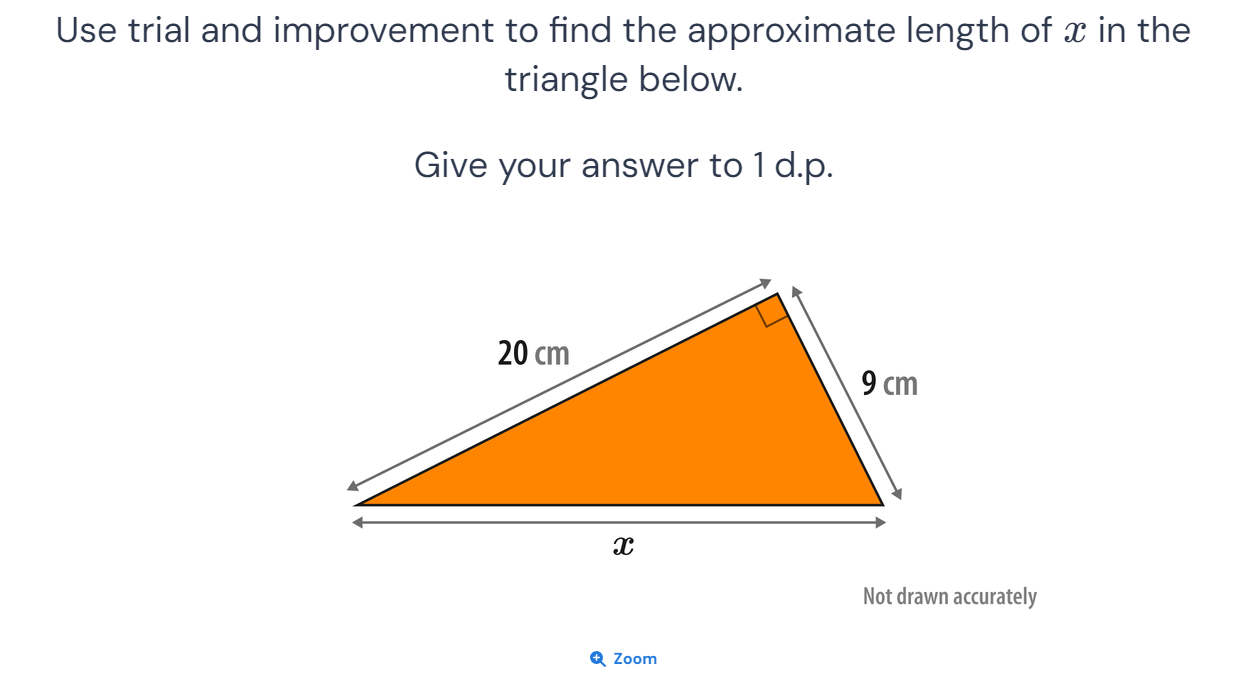 Use trial and improvement to find the approximate length of x in the
triangle below.
Give your answer to 1 d.p.
20 cm
9 cm
x
Not drawn accurately
Zoom